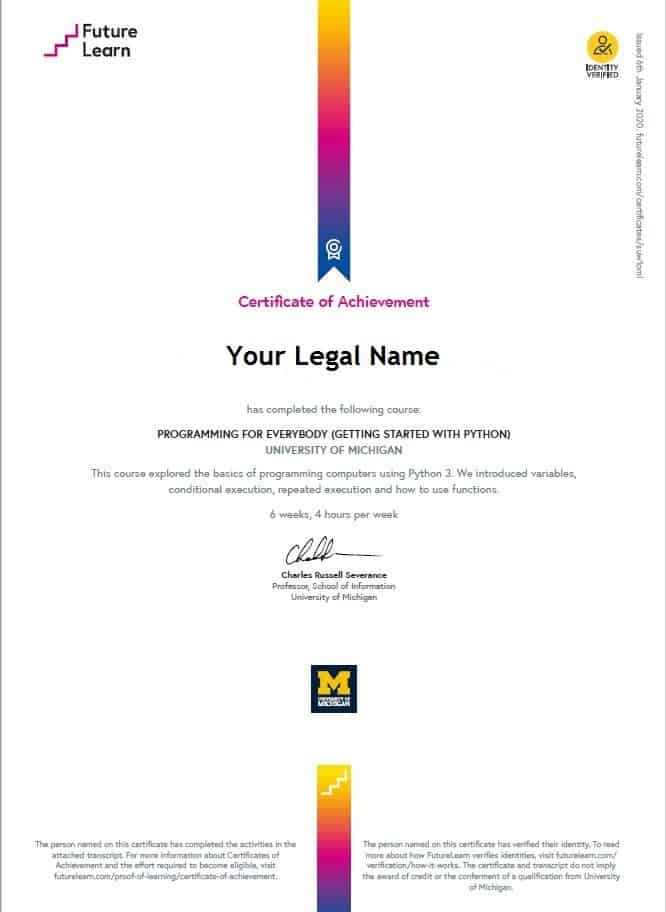 Future
Learn
IDENTITY
VERIFIED
Issued 6th January 2020. futurelearn.com/certificates/
Certificate of Achievement
Your Legal Name
has completed the following course:
PROGRAMMING FOR EVERYBODY (GETTING STARTED WITH PYTHON)
UNIVERSITY OF MICHIGAN
This course explored the basics of programming computers using Python 3. We introduced variables,
conditional execution, repeated execution and how to use functions.
6 weeks, 4 hours per week
Charles Russell Severance
Professor, School of Information
University of Michigan
M
UNIVERSITY OF
MICHIGAN
The person named on this certificate has completed the activities in the
attached transcript. For more information about Certificates of
Achievement and the effort required to become eligible, visit
futurelearn.com/proof-of-learning/certificate-of-achievement.
The person named on this certificate has verified their identity. To read
more about how FutureLearn verifies identities, visit futurelearn.com/
verification/how-it-works. The certificate and transcript do not imply
the award of credit or the conferment of a qualification from University
of Michigan.